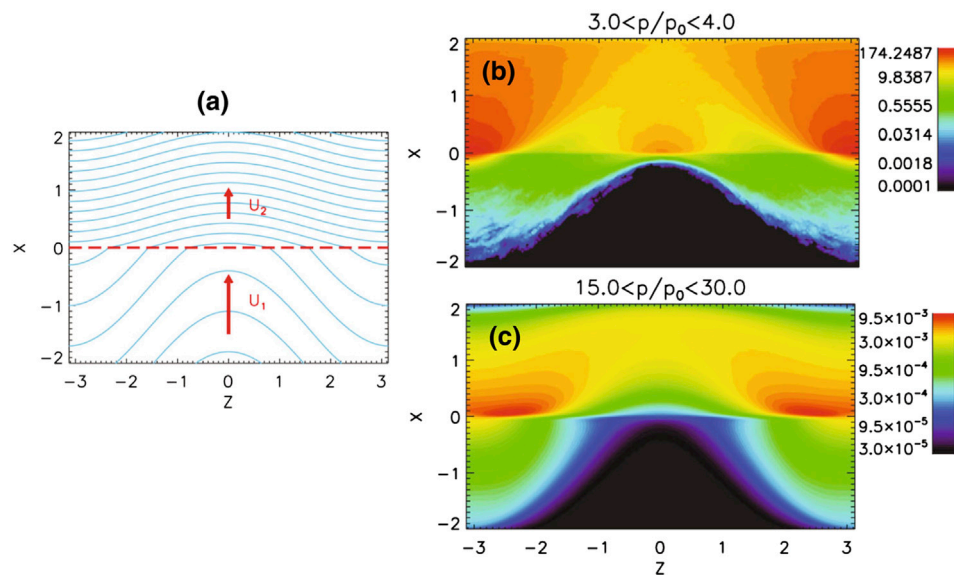 (a)
2
1
0
-1
-2
X
U₂
U₁
-3 -2 -1 0 1 2 3
Z
3.0<p/p₀<4.0
(b)
2
1
0
-1
-2
X
174.2487
9.8387
0.5555
0.0314
0.0018
0.0001
15.0<p/p₀<30.0
(c)
2
1
0
-1
-2
X
-3 -2 -1 0 1 2 3
Z
9.5×10⁻³
3.0×10⁻³
9.5×10⁻⁴
3.0×10⁻⁴
9.5×10⁻⁵
3.0×10⁻⁵